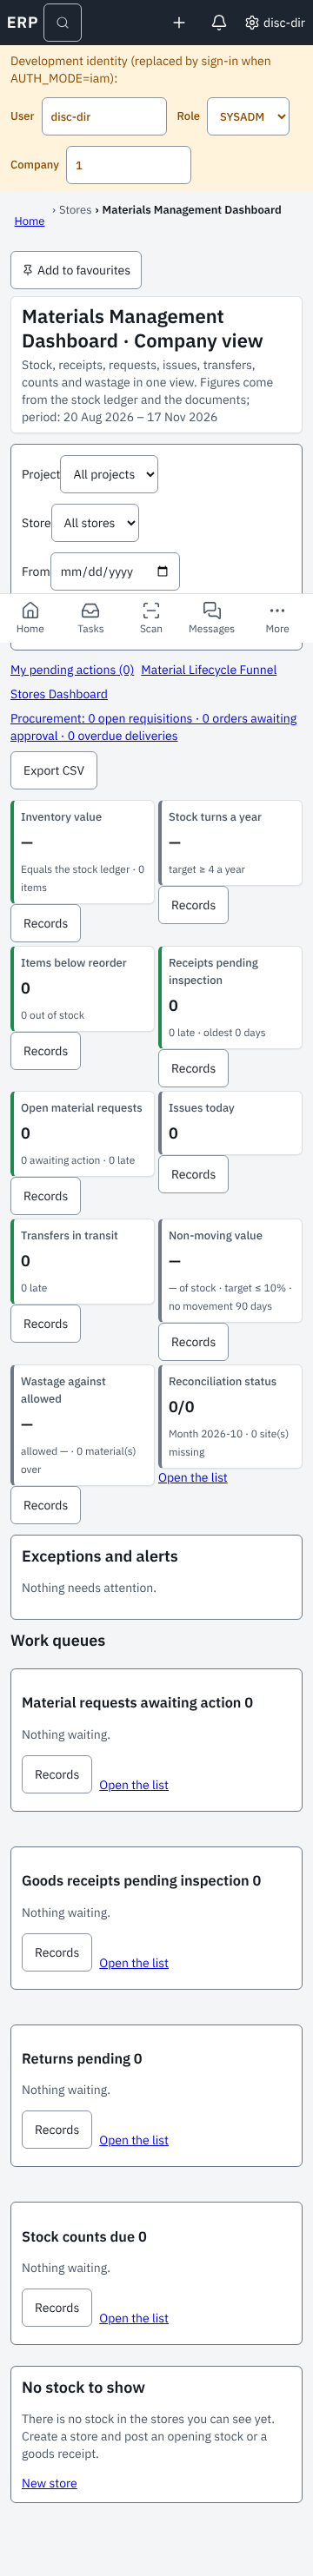 ERP
disc-dir
Development identity (replaced by sign-in when
AUTH_MODE=iam):
User disc-dir Role SYSADM
Company 1
Home › Stores › Materials Management Dashboard
Add to favourites
Materials Management
Dashboard · Company view
Stock, receipts, requests, issues, transfers,
counts and wastage in one view. Figures come
from the stock ledger and the documents;
period: 20 Aug 2026 – 17 Nov 2026
Project All projects
Store All stores
From mm/dd/yyyy
Home Tasks Scan Messages More
My pending actions (0) Material Lifecycle Funnel
Stores Dashboard
Procurement: 0 open requisitions · 0 orders awaiting
approval · 0 overdue deliveries
Export CSV
Inventory value
—
Equals the stock ledger · 0
items
Records
Stock turns a year
—
target ≥ 4 a year
Records
Items below reorder
0
0 out of stock
Records
Receipts pending
inspection
0
0 late · oldest 0 days
Records
Open material requests
0
0 awaiting action · 0 late
Records
Issues today
0
Records
Transfers in transit
0
0 late
Records
Non-moving value
—
— of stock · target ≤ 10% ·
no movement 90 days
Records
Wastage against
allowed
—
allowed — · 0 material(s)
over
Records
Reconciliation status
0/0
Month 2026-10 · 0 site(s)
missing
Open the list
Exceptions and alerts
Nothing needs attention.
Work queues
Material requests awaiting action 0
Nothing waiting.
Records Open the list
Goods receipts pending inspection 0
Nothing waiting.
Records Open the list
Returns pending 0
Nothing waiting.
Records Open the list
Stock counts due 0
Nothing waiting.
Records Open the list
No stock to show
There is no stock in the stores you can see yet.
Create a store and post an opening stock or a
goods receipt.
New store